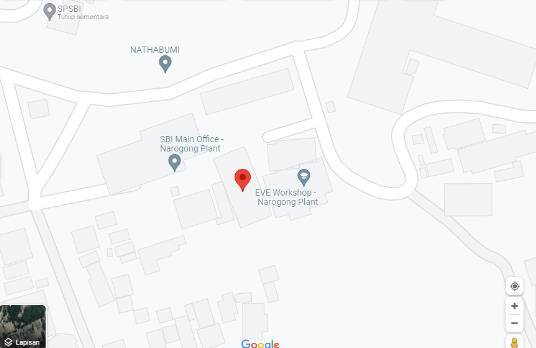 SPSBI
Tutup sementara
NATHABUMI
SBI Main Office -
Narogong Plant
EVE Workshop -
Narogong Plant
Lapisan
Google